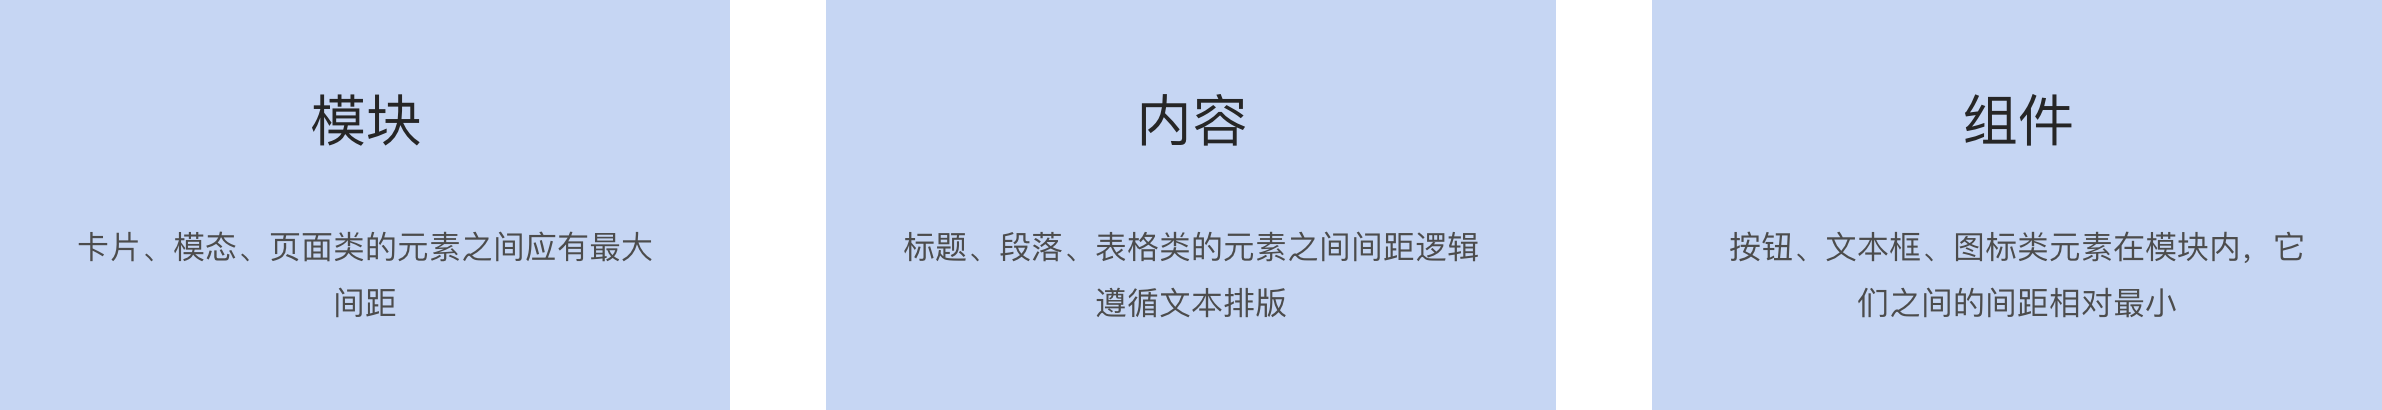 模块
卡片、模态、页面类的元素之间应有最大
间距
内容
标题、段落、表格类的元素之间间距逻辑
遵循文本排版
组件
按钮、文本框、图标类元素在模块内，它
们之间的间距相对最小